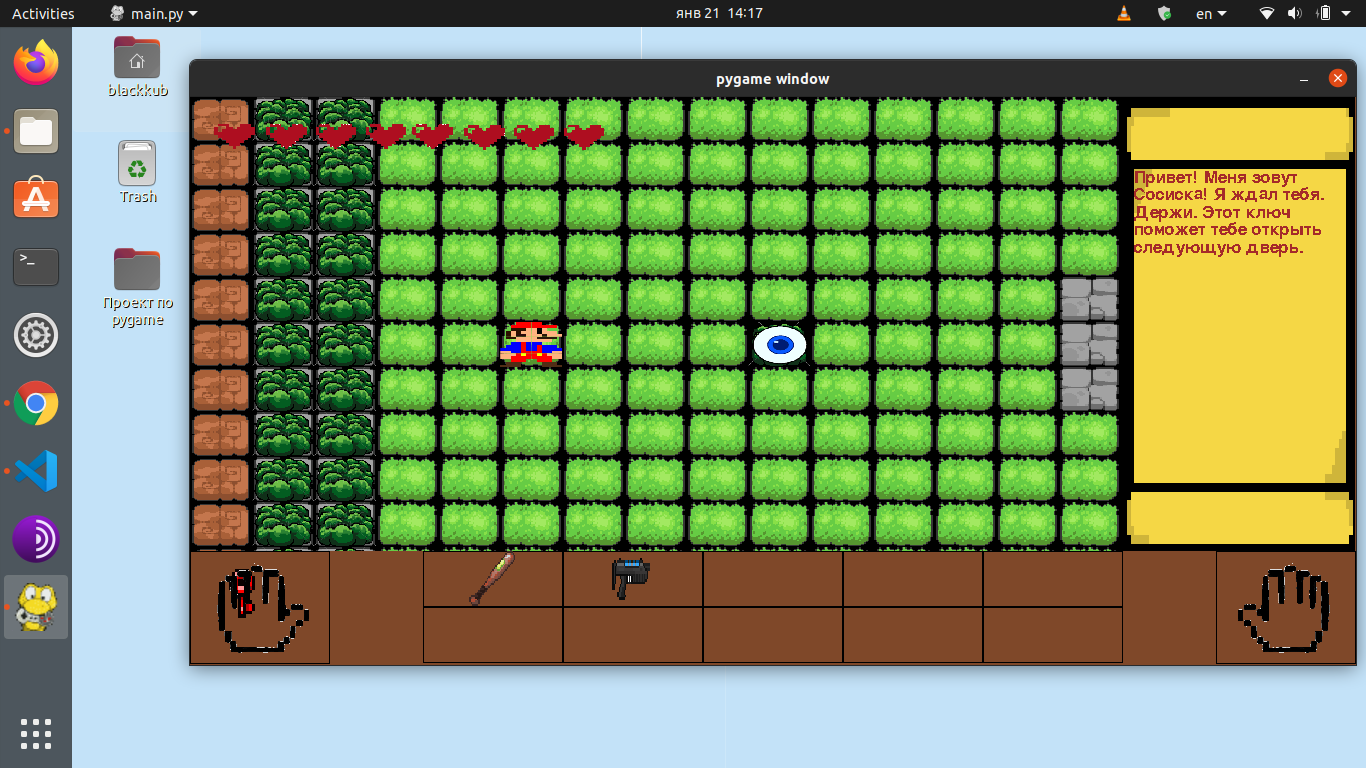 Activities
main.py
янв 21 14:17
en
blackkub
Trash
Проект по
pygame
pygame window
Привет! Меня зовут
Сосиска! Я ждал тебя.
Держи. Этот ключ
поможет тебе открыть
следующую дверь.